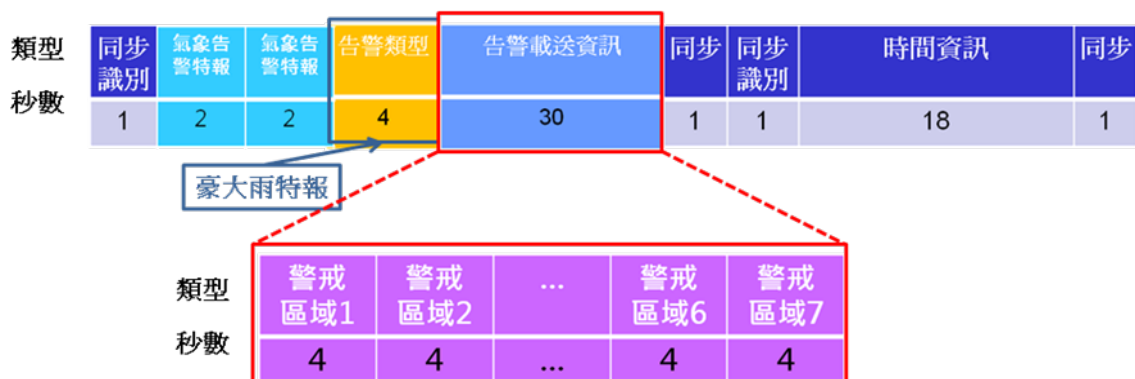 類型 同步識別 氣象告警特報 氣象告警特報 告警類型 告警載送資訊 同步 同步識別 時間資訊 同步
秒數 1 2 2 4 30 1 1 18 1
豪大雨特報
類型 警戒區域1 警戒區域2 ... 警戒區域6 警戒區域7
秒數 4 4 ... 4 4